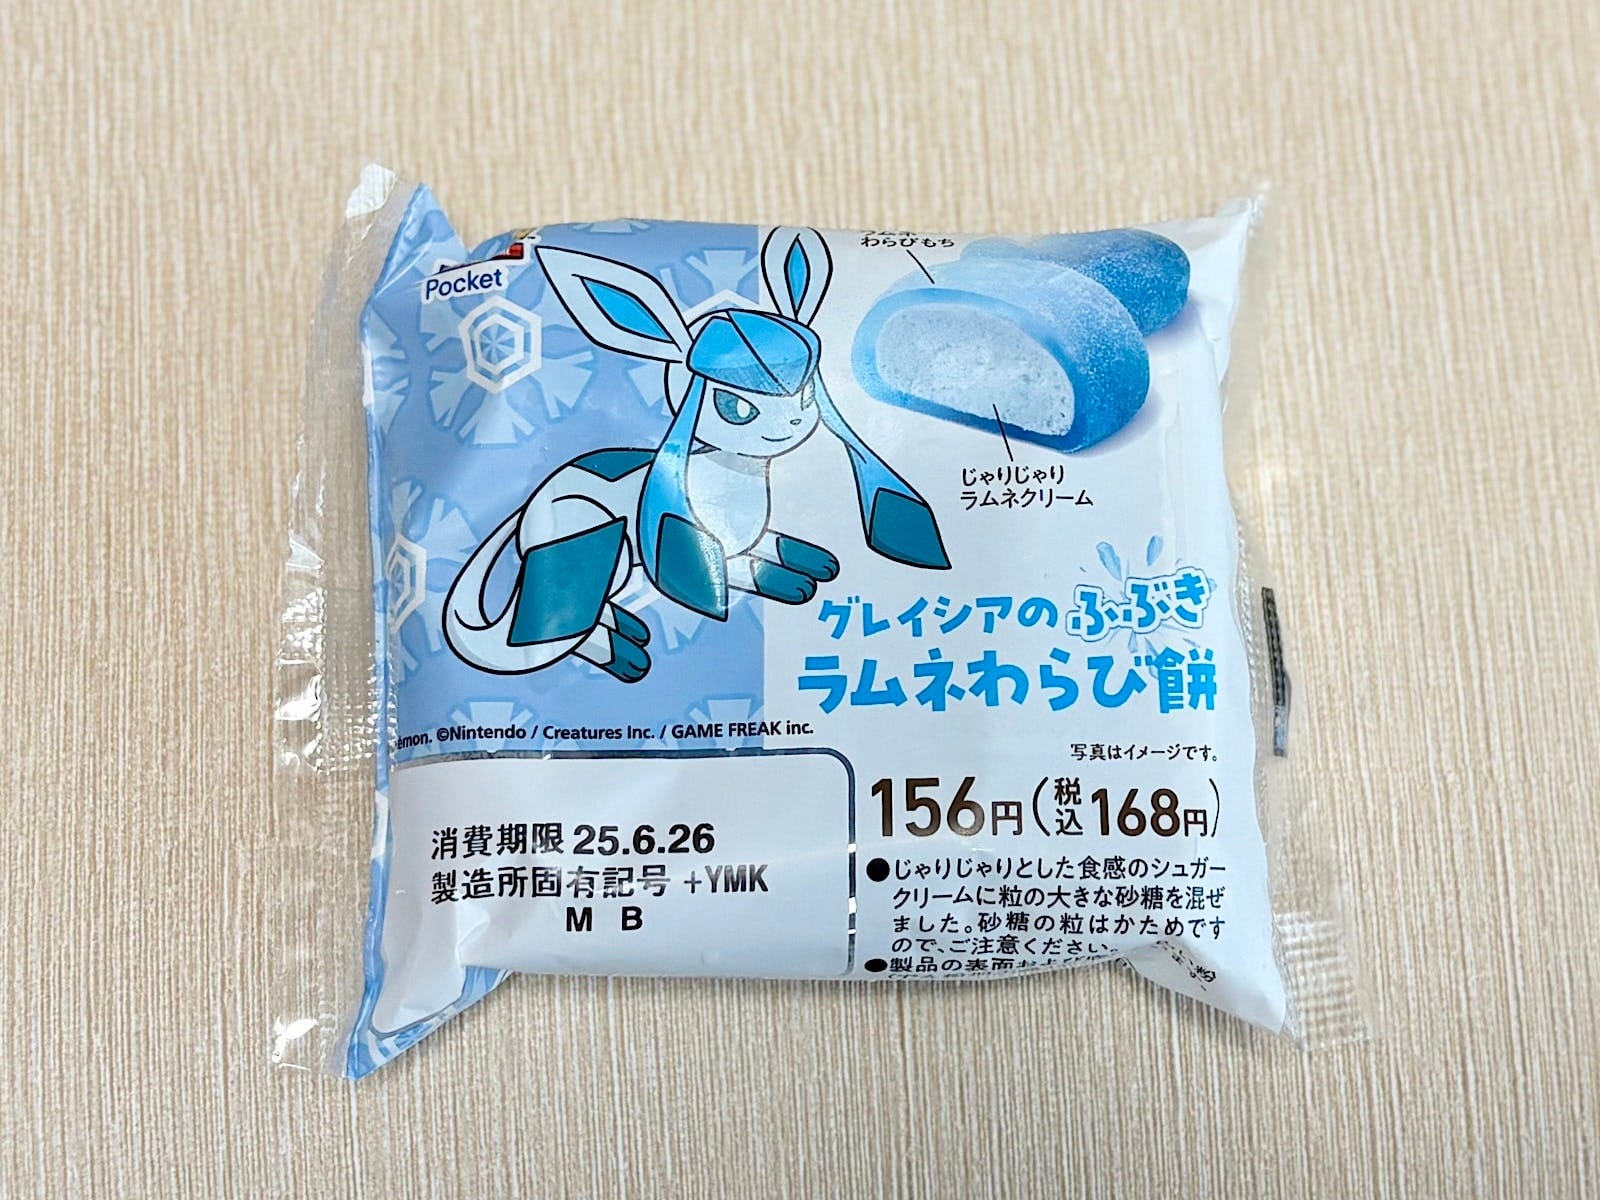 Pocket
ラムネ
わらびもち
じゃりじゃり
ラムネクリーム
グレイシアのふぶき
ラムネわらび餅
émon. ©Nintendo / Creatures Inc. / GAME FREAK inc.
写真はイメージです。
156円(税込168円)
消費期限 25.6.26
製造所固有記号 +YMK
M B
●じゃりじゃりとした食感のシュガー
クリームに粒の大きな砂糖を混ぜ
ました。砂糖の粒はかためです
ので、ご注意ください。
●製品の表面および